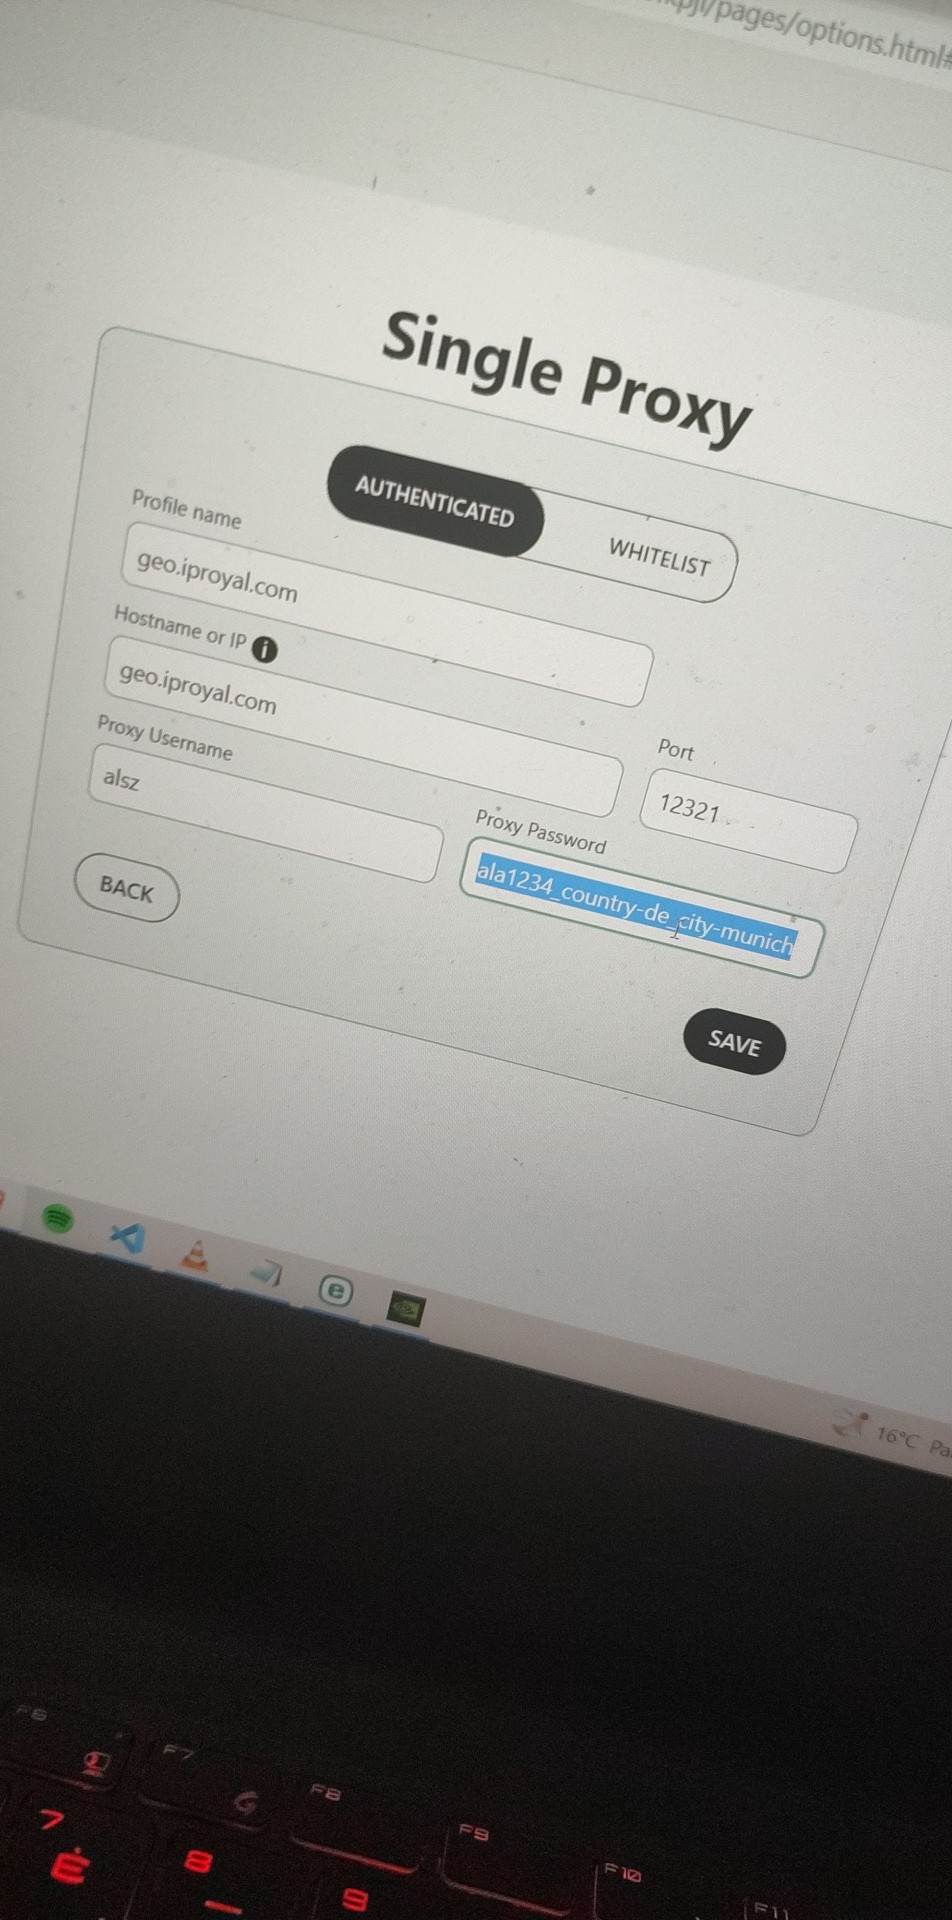 /pages/options.html#
Single Proxy
AUTHENTICATED
WHITELIST
Profile name
geo.iproyal.com
Hostname or IP i
geo.iproyal.com
Port
12321
Proxy Username
alsz
Proxy Password
ala1234_country-de_city-munich
BACK
SAVE
16°C Pa
F6
F7
F8
F9
F10
F11
7
Ė
8
9